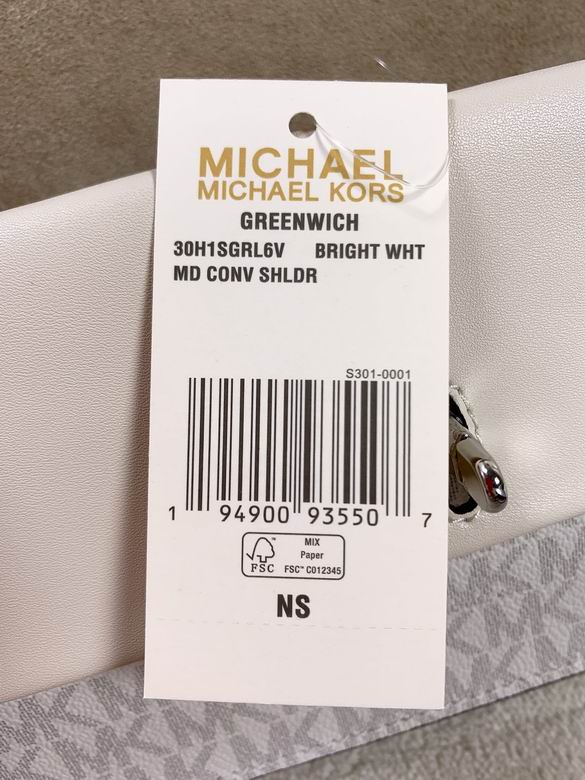 MICHAEL
MICHAEL KORS
GREENWICH
30H1SGRL6V BRIGHT WHT
MD CONV SHLDR
S301-0001
1 94900 93550 7
FSC™
MIX
Paper
FSC™ C012345
NS